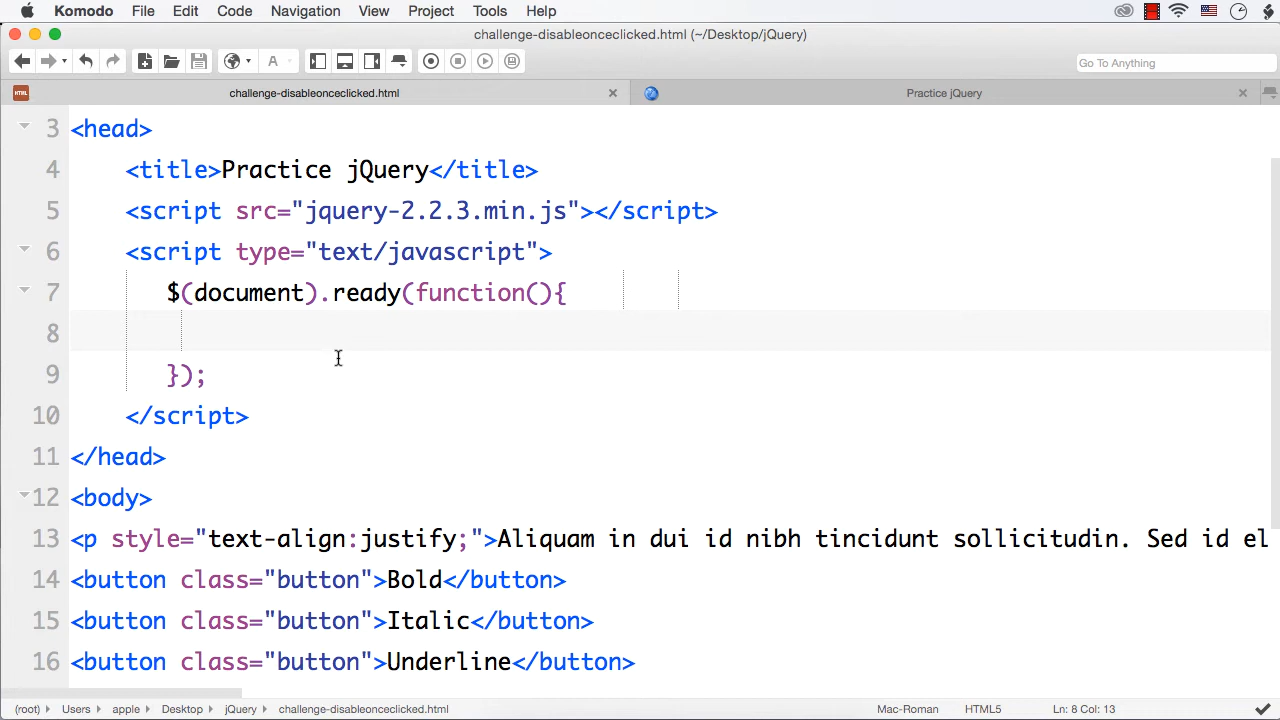 Komodo File Edit Code Navigation View Project Tools Help
challenge-disableonceclicked.html (~/Desktop/jQuery)
A Go To Anything
HTML challenge-disableonceclicked.html Practice jQuery
3 <head>
4 <title>Practice jQuery</title>
5 <script src="jquery-2.2.3.min.js"></script>
6 <script type="text/javascript">
7 $(document).ready(function(){
8
9 });
10 </script>
11 </head>
12 <body>
13 <p style="text-align:justify;">Aliquam in dui id nibh tincidunt sollicitudin. Sed id el
14 <button class="button">Bold</button>
15 <button class="button">Italic</button>
16 <button class="button">Underline</button>
(root) Users apple Desktop jQuery challenge-disableonceclicked.html Mac-Roman HTML5 Ln: 8 Col: 13